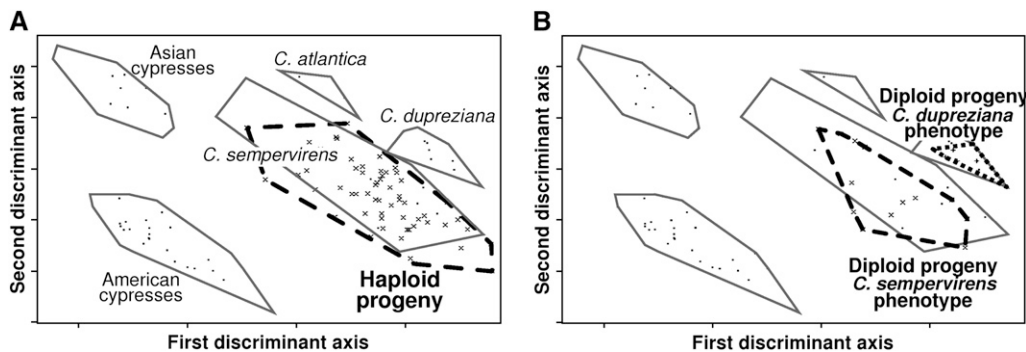 A
Second discriminant axis
Asian
cypresses
C. atlantica
C. dupreziana
C. sempervirens
American
cypresses
Haploid
progeny
First discriminant axis
B
Second discriminant axis
Diploid progeny
C. dupreziana
phenotype
Diploid progeny
C. sempervirens
phenotype
First discriminant axis